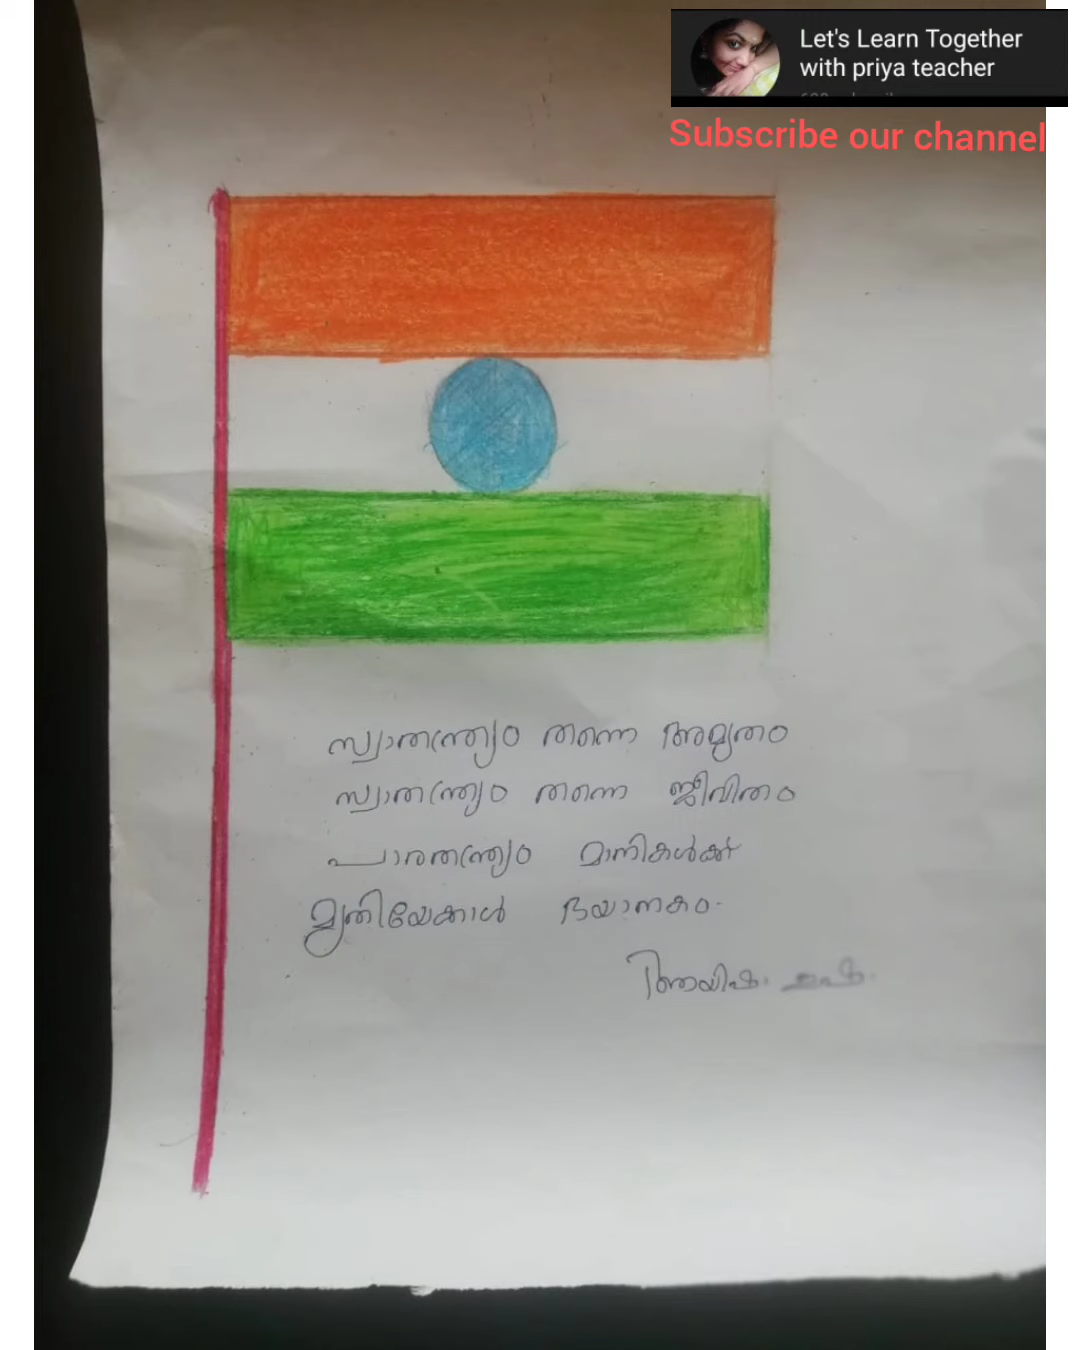 Let's Learn Together
with priya teacher
Subscribe our channel
സ്വാതന്ത്ര്യം തന്നെ അമൃതം
സ്വാതന്ത്ര്യം തന്നെ ജീവിതം
പാരതന്ത്ര്യം മാനികൾക്ക്
മൃതിയേക്കാൾ ഭയാനകം.